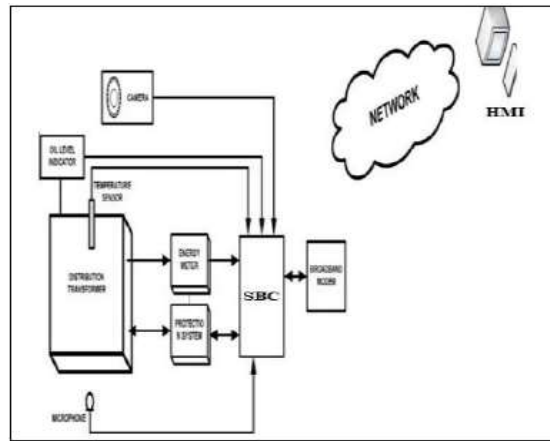 CAMERA
NETWORK
HMI
OIL LEVEL
INDICATOR
TEMPERATURE
SENSOR
DISTRIBUTION
TRANSFORMER
ENERGY
METER
PROTECTIO
N SYSTEM
SBC
BROADBAND
MODEM
MICROPHONE